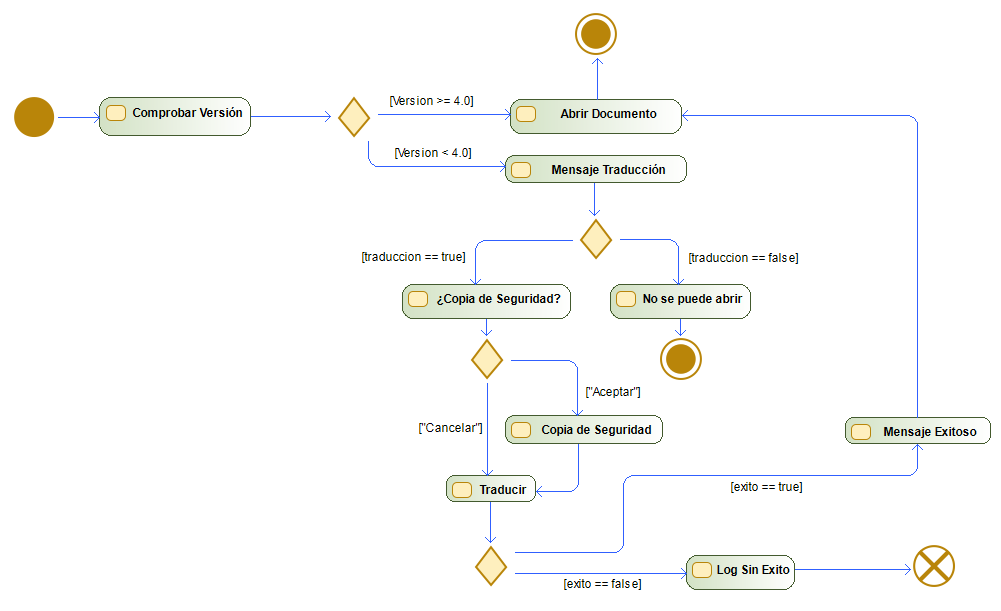 [Version >= 4.0]
Comprobar Versión
Abrir Documento
[Version < 4.0]
Mensaje Traducción
[traduccion == true]
[traduccion == false]
¿Copia de Seguridad?
No se puede abrir
["Aceptar"]
["Cancelar"]
Copia de Seguridad
Mensaje Exitoso
Traducir
[exito == true]
Log Sin Exito
[exito == false]